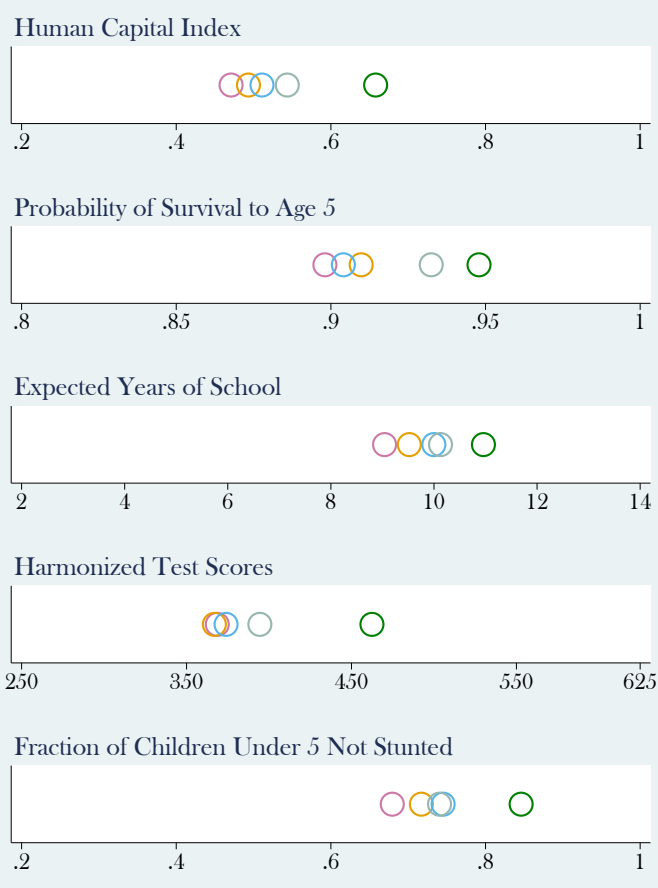 Human Capital Index
.2 .4 .6 .8 1
Probability of Survival to Age 5
.8 .85 .9 .95 1
Expected Years of School
2 4 6 8 10 12 14
Harmonized Test Scores
250 350 450 550 625
Fraction of Children Under 5 Not Stunted
.2 .4 .6 .8 1